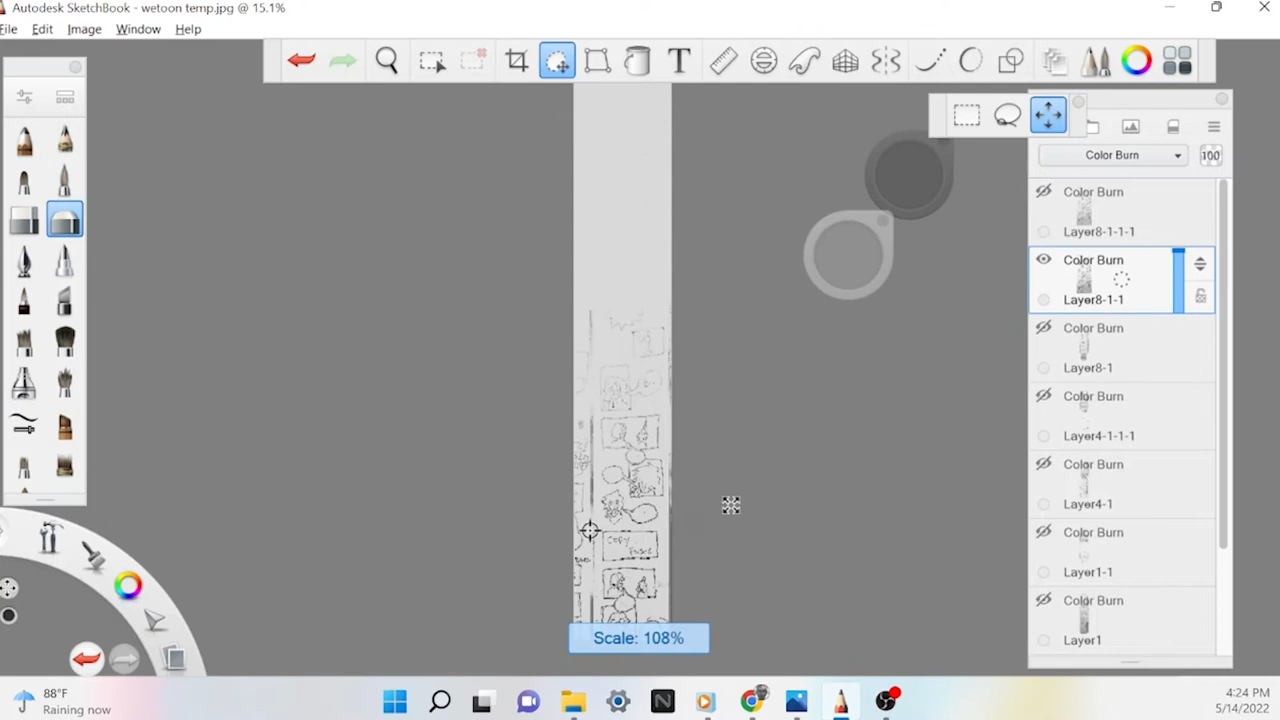 Autodesk SketchBook - wetoon temp.jpg @ 15.1%
File Edit Image Window Help
T
Color Burn 100
Color Burn
Layer8-1-1-1
Color Burn
Layer8-1-1
Color Burn
Layer8-1
Color Burn
Layer4-1-1-1
Color Burn
Layer4-1
Color Burn
Layer1-1
Color Burn
Layer1
Copy
Scale: 108%
88°F
Raining now
N
4:24 PM
5/14/2022